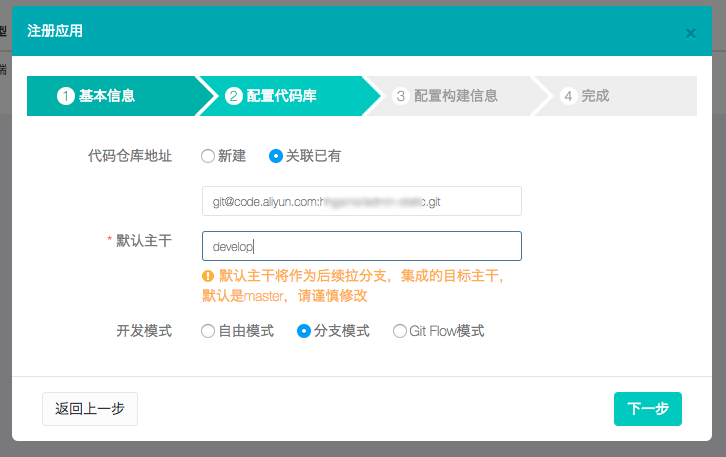 注册应用 ×
型
1 基本信息 2 配置代码库 3 配置构建信息 4 完成
端
代码仓库地址 新建 关联已有
git@code.aliyun.com: .git
* 默认主干 develop
默认主干将作为后续拉分支，集成的目标主干，
默认是master，请谨慎修改
开发模式 自由模式 分支模式 Git Flow模式
返回上一步 下一步